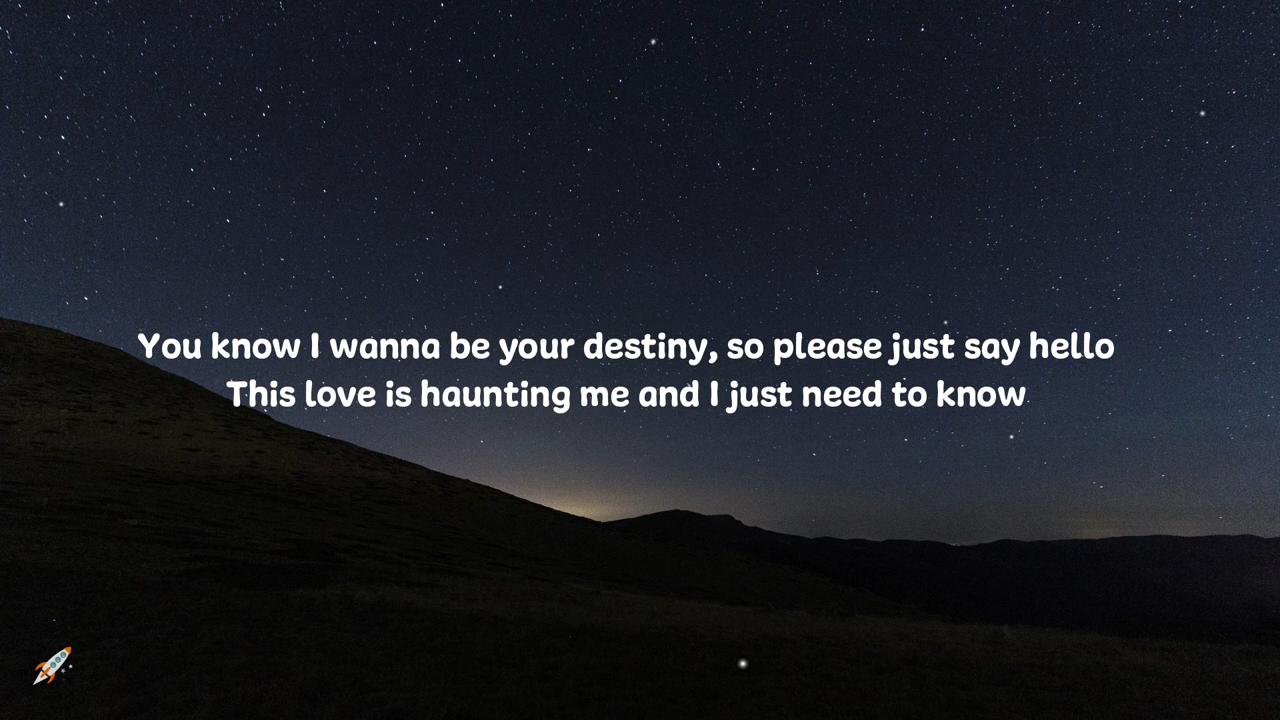 You know I wanna be your destiny, so please just say hello
This love is haunting me and I just need to know